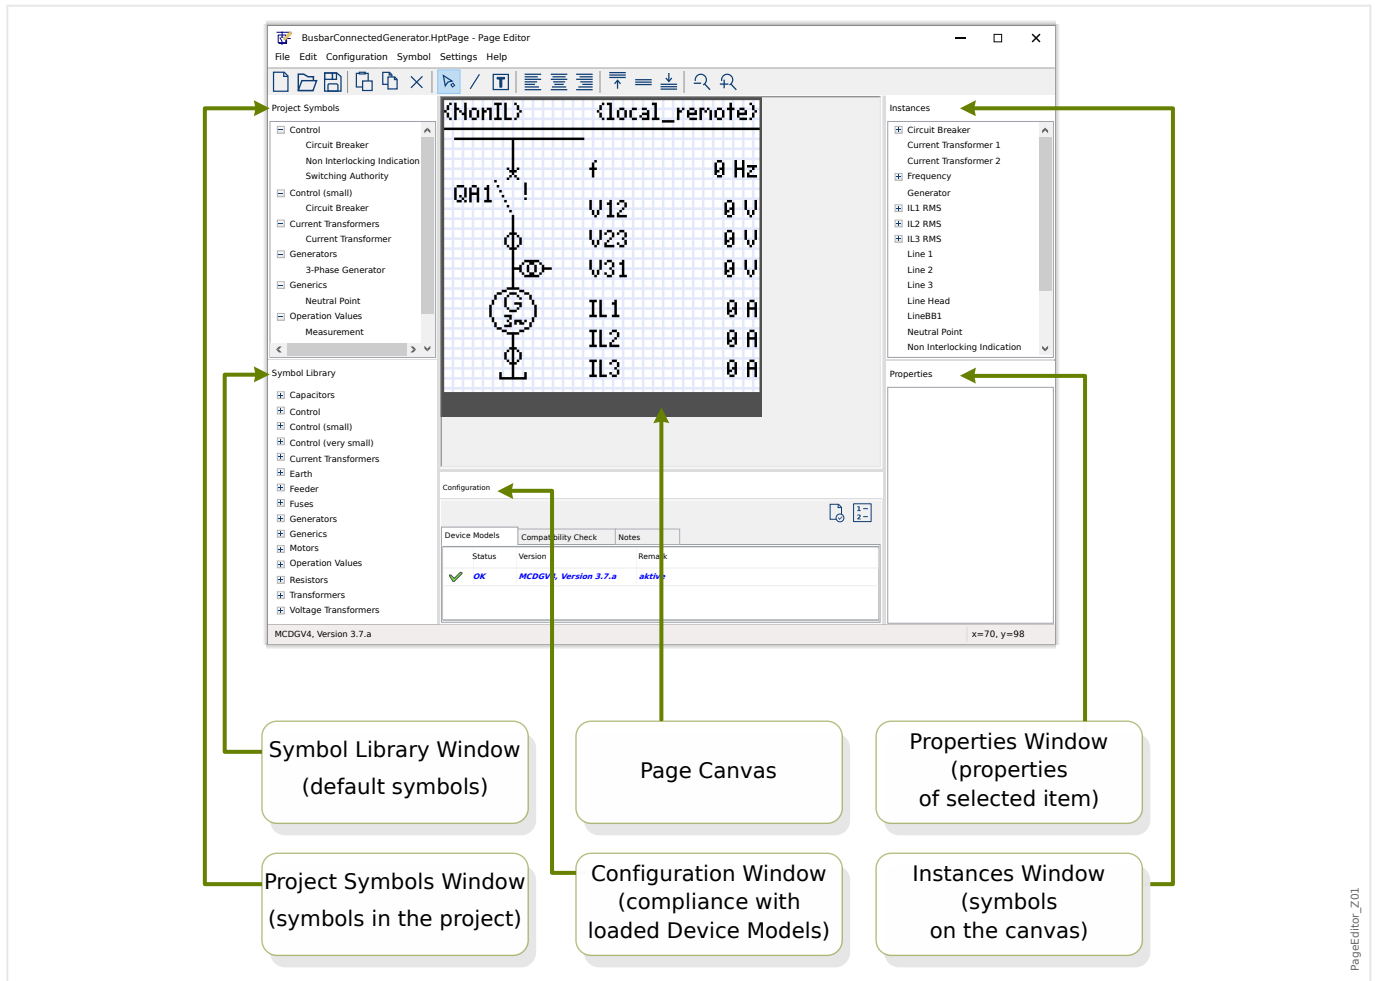 BusbarConnectedGenerator.HptPage - Page Editor
File Edit Configuration Symbol Settings Help
Project Symbols
Control
Circuit Breaker
Non Interlocking Indication
Switching Authority
Control (small)
Circuit Breaker
Current Transformers
Current Transformer
Generators
3-Phase Generator
Generics
Neutral Point
Operation Values
Measurement
Symbol Library
Capacitors
Control
Control (small)
Control (very small)
Current Transformers
Earth
Feeder
Fuses
Generators
Generics
Motors
Operation Values
Resistors
Transformers
Voltage Transformers
{NonIL} {local_remote}
f 0 Hz
QA1 !
V12 0 V
V23 0 V
V31 0 V
G
3~
IL1 0 A
IL2 0 A
IL3 0 A
Configuration
1
2
Device Models Compatibility Check Notes
Status Version Remark
OK MCDGV4, Version 3.7.a aktive
Instances
Circuit Breaker
Current Transformer 1
Current Transformer 2
Frequency
Generator
IL1 RMS
IL2 RMS
IL3 RMS
Line 1
Line 2
Line 3
Line Head
LineBB1
Neutral Point
Non Interlocking Indication
Properties
MCDGV4, Version 3.7.a x=70, y=98
Symbol Library Window
(default symbols)
Page Canvas
Properties Window
(properties
of selected item)
Project Symbols Window
(symbols in the project)
Configuration Window
(compliance with
loaded Device Models)
Instances Window
(symbols
on the canvas)
PageEditor_Z01